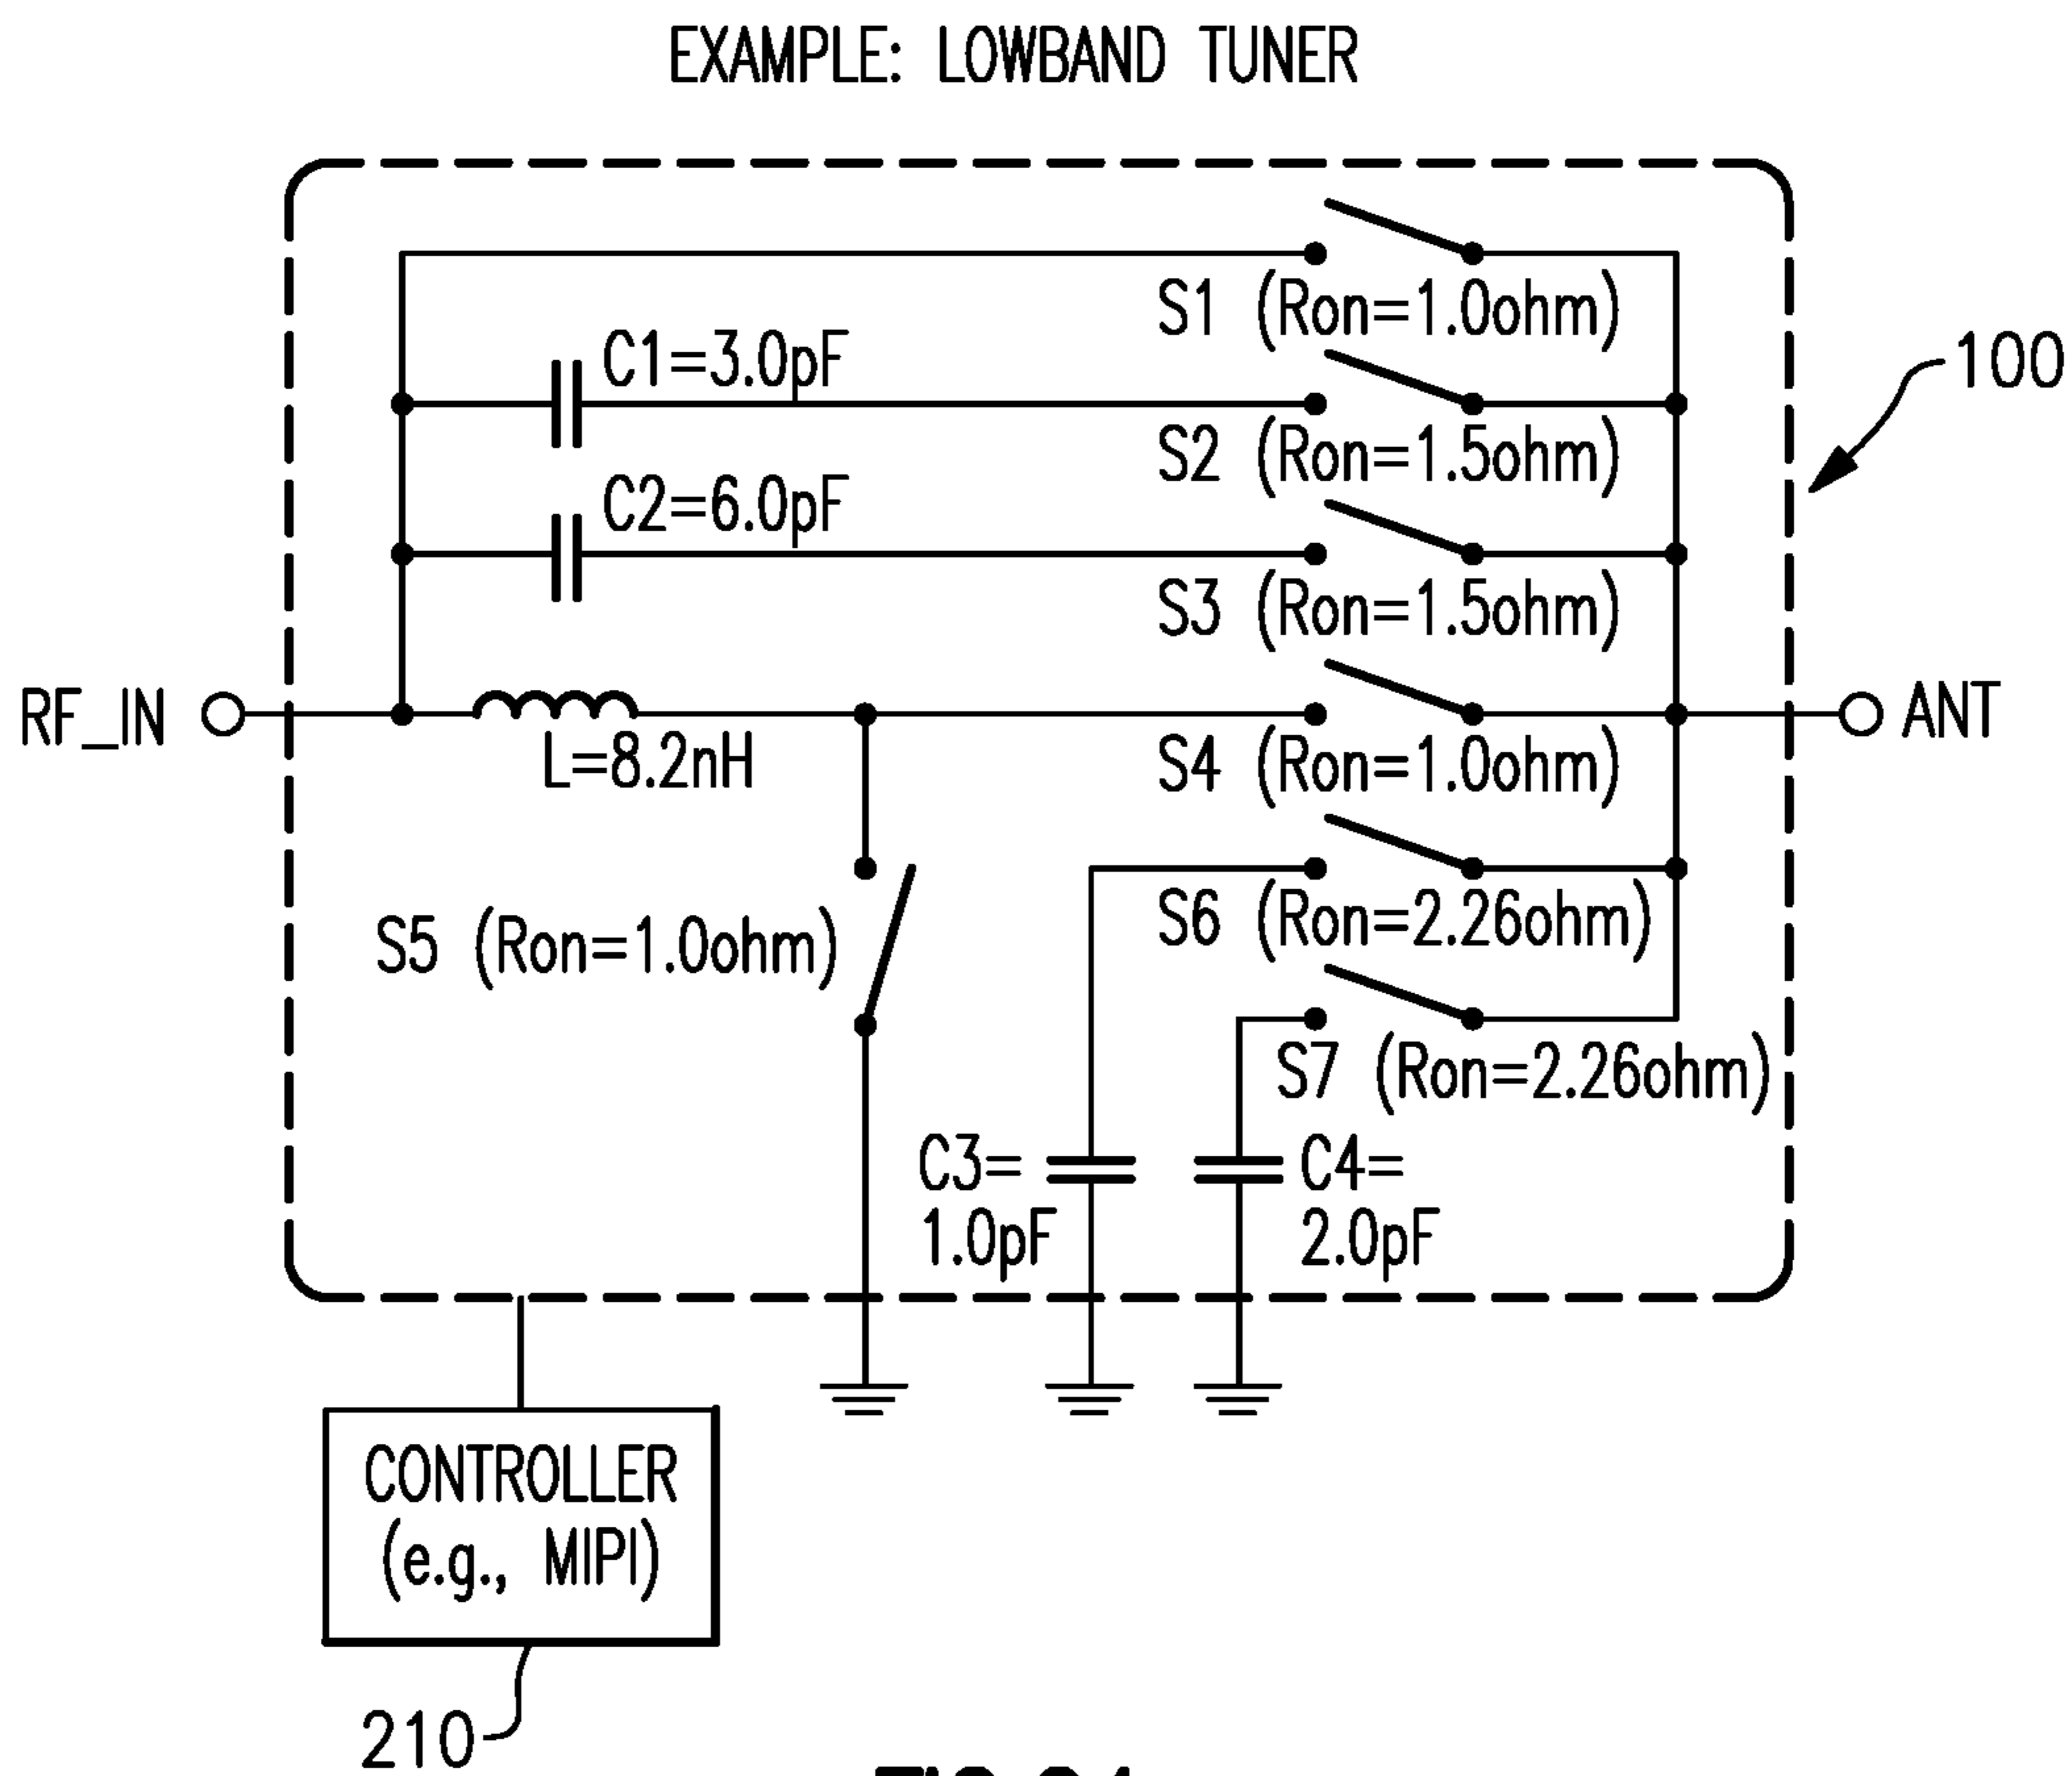 EXAMPLE: LOWBAND TUNER
S1 (Ron=1.0ohm)
100
C1=3.0pF
S2 (Ron=1.5ohm)
C2=6.0pF
S3 (Ron=1.5ohm)
RF_IN
ANT
L=8.2nH
S4 (Ron=1.0ohm)
S5 (Ron=1.0ohm)
S6 (Ron=2.26ohm)
S7 (Ron=2.26ohm)
C3=
1.0pF
C4=
2.0pF
CONTROLLER
(e.g., MIPI)
210